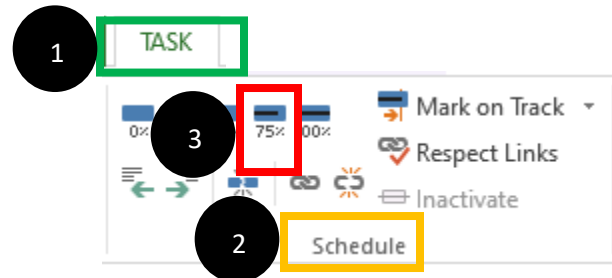 1
TASK
0%
3
75%
00%
Mark on Track
Respect Links
Inactivate
2
Schedule